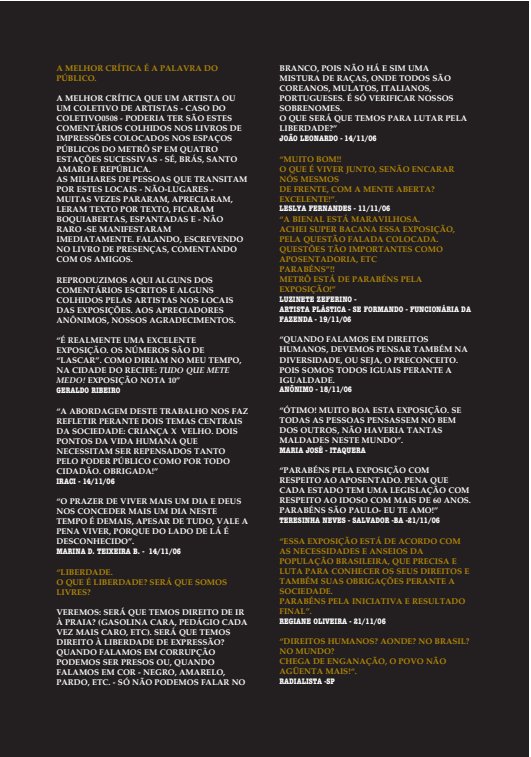 A MELHOR CRÍTICA É A PALAVRA DO
PÚBLICO.
A MELHOR CRÍTICA QUE UM ARTISTA OU
UM COLETIVO DE ARTISTAS - CASO DO
COLETIVO0508 - PODERIA TER SÃO ESTES
COMENTÁRIOS COLHIDOS NOS LIVROS DE
IMPRESSÕES COLOCADOS NOS ESPAÇOS
PÚBLICOS DO METRÔ SP EM QUATRO
ESTAÇÕES SUCESSIVAS - SÉ, BRÁS, SANTO
AMARO E REPÚBLICA.
AS MILHARES DE PESSOAS QUE TRANSITAM
POR ESTES LOCAIS - NÃO-LUGARES -
MUITAS VEZES PARARAM, APRECIARAM,
LERAM TEXTO POR TEXTO, FICARAM
BOQUIABERTAS, ESPANTADAS E - NÃO
RARO -SE MANIFESTARAM
IMEDIATAMENTE. FALANDO, ESCREVENDO
NO LIVRO DE PRESENÇAS, COMENTANDO
COM OS AMIGOS.
REPRODUZIMOS AQUI ALGUNS DOS
COMENTÁRIOS ESCRITOS E ALGUNS
COLHIDOS PELAS ARTISTAS NOS LOCAIS
DAS EXPOSIÇÕES. AOS APRECIADORES
ANÔNIMOS, NOSSOS AGRADECIMENTOS.
“É REALMENTE UMA EXCELENTE
EXPOSIÇÃO. OS NÚMEROS SÃO DE
“LASCAR”. COMO DIRIAM NO MEU TEMPO,
NA CIDADE DO RECIFE: TUDO QUE METE
MEDO! EXPOSIÇÃO NOTA 10”
GERALDO RIBEIRO
“A ABORDAGEM DESTE TRABALHO NOS FAZ
REFLETIR PERANTE DOIS TEMAS CENTRAIS
DA SOCIEDADE: CRIANÇA X VELHO. DOIS
PONTOS DA VIDA HUMANA QUE
NECESSITAM SER REPENSADOS TANTO
PELO PODER PÚBLICO COMO POR TODO
CIDADÃO. OBRIGADA!”
IRACI - 14/11/06
“O PRAZER DE VIVER MAIS UM DIA E DEUS
NOS CONCEDER MAIS UM DIA NESTE
TEMPO É DEMAIS, APESAR DE TUDO, VALE A
PENA VIVER, PORQUE DO LADO DE LÁ É
DESCONHECIDO”.
MARINA D. TEIXEIRA B. - 14/11/06
“LIBERDADE.
O QUE É LIBERDADE? SERÁ QUE SOMOS
LIVRES?
VEREMOS: SERÁ QUE TEMOS DIREITO DE IR
À PRAIA? (GASOLINA CARA, PEDÁGIO CADA
VEZ MAIS CARO, ETC). SERÁ QUE TEMOS
DIREITO À LIBERDADE DE EXPRESSÃO?
QUANDO FALAMOS EM CORRUPÇÃO
PODEMOS SER PRESOS OU, QUANDO
FALAMOS EM COR - NEGRO, AMARELO,
PARDO, ETC. - SÓ NÃO PODEMOS FALAR NO
BRANCO, POIS NÃO HÁ E SIM UMA
MISTURA DE RAÇAS, ONDE TODOS SÃO
COREANOS, MULATOS, ITALIANOS,
PORTUGUESES. É SÓ VERIFICAR NOSSOS
SOBRENOMES.
O QUE SERÁ QUE TEMOS PARA LUTAR PELA
LIBERDADE?”
JOÃO LEONARDO - 14/11/06
“MUITO BOM!!
O QUE É VIVER JUNTO, SENÃO ENCARAR
NÓS MESMOS
DE FRENTE, COM A MENTE ABERTA?
EXCELENTE!“.
LESLYA FERNANDES - 11/11/06
“A BIENAL ESTÁ MARAVILHOSA.
ACHEI SUPER BACANA ESSA EXPOSIÇÃO,
PELA QUESTÃO FALADA COLOCADA.
QUESTÕES TÃO IMPORTANTES COMO
APOSENTADORIA, ETC
PARABÉNS”!!
METRÔ ESTÁ DE PARABÉNS PELA
EXPOSIÇÃO!”
LUZINETE ZEFERINO -
ARTISTA PLÁSTICA - SE FORMANDO - FUNCIONÁRIA DA
FAZENDA - 19/11/06
“QUANDO FALAMOS EM DIREITOS
HUMANOS, DEVEMOS PENSAR TAMBÉM NA
DIVERSIDADE, OU SEJA, O PRECONCEITO.
POIS SOMOS TODOS IGUAIS PERANTE A
IGUALDADE.
ANÔNIMO - 18/11/06
“ÓTIMO! MUITO BOA ESTA EXPOSIÇÃO. SE
TODAS AS PESSOAS PENSASSEM NO BEM
DOS OUTROS, NÃO HAVERIA TANTAS
MALDADES NESTE MUNDO”.
MARIA JOSÉ - ITAQUERA
“PARABÉNS PELA EXPOSIÇÃO COM
RESPEITO AO APOSENTADO. PENA QUE
CADA ESTADO TEM UMA LEGISLAÇÃO COM
RESPEITO AO IDOSO COM MAIS DE 60 ANOS.
PARABÉNS SÃO PAULO- EU TE AMO!”
TERESINHA NEVES - SALVADOR -BA -21/11/06
“ESSA EXPOSIÇÃO ESTÁ DE ACORDO COM
AS NECESSIDADES E ANSEIOS DA
POPULAÇÃO BRASILEIRA, QUE PRECISA E
LUTA PARA CONHECER OS SEUS DIREITOS E
TAMBÉM SUAS OBRIGAÇÕES PERANTE A
SOCIEDADE.
PARABÉNS PELA INICIATIVA E RESULTADO
FINAL”.
REGIANE OLIVEIRA - 21/11/06
“DIREITOS HUMANOS? AONDE? NO BRASIL?
NO MUNDO?
CHEGA DE ENGANAÇÃO, O POVO NÃO
AGÜENTA MAIS!“.
RADIALISTA -SP